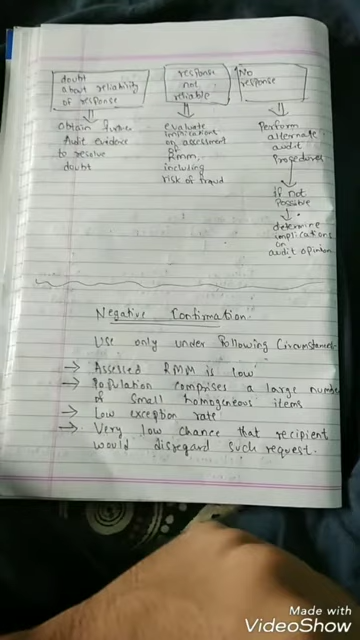 doubt
about reliability
of response
response
not
reliable
No
response
obtain further
Audit evidence
to resolve
doubt
evaluate
implications
on assessment
of
RMM,
including
risk of fraud
Perform
alternate
audit
Procedures
if not
Possible
determine
implications
on
audit opinion
Negative Confirmation
Use only under following Circumstances
→ Assessed RMM is low
→ Population comprises a large number
of small homogeneous items
→ Low exception rate
→ Very low chance that recipient
would disregard such request.
Made with
VideoShow